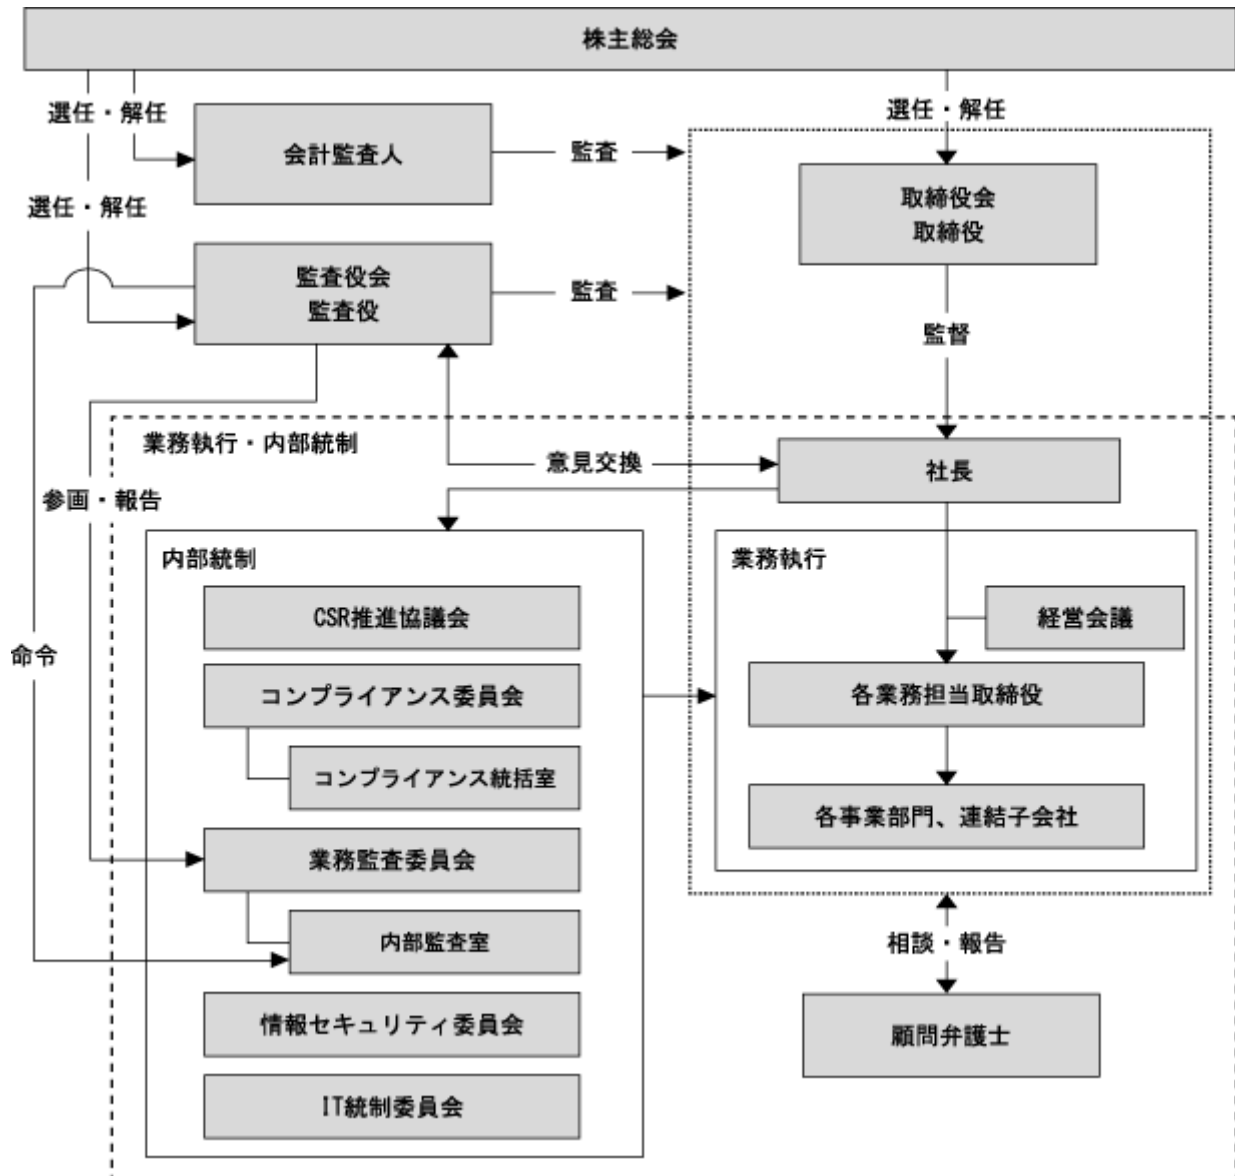 株主総会
選任・解任
選任・解任
会計監査人
監査
選任・解任
取締役会
取締役
監査役会
監査役
監査
監督
業務執行・内部統制
意見交換
社長
参画・報告
命令
内部統制
CSR推進協議会
コンプライアンス委員会
コンプライアンス統括室
業務監査委員会
内部監査室
情報セキュリティ委員会
IT統制委員会
業務執行
経営会議
各業務担当取締役
各事業部門、連結子会社
相談・報告
顧問弁護士